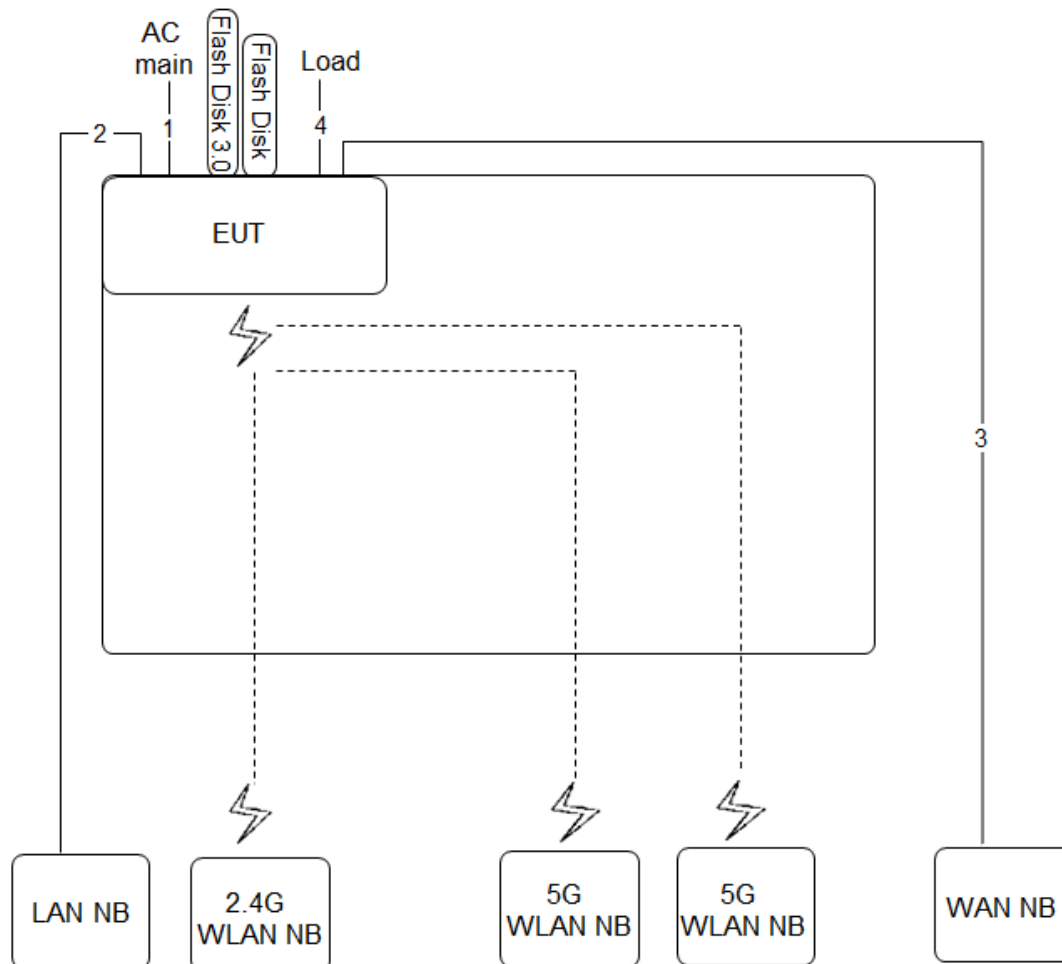 AC
main
Flash Disk 3.0
Flash Disk
Load
2
1
4
EUT
3
LAN NB
2.4G
WLAN NB
5G
WLAN NB
5G
WLAN NB
WAN NB